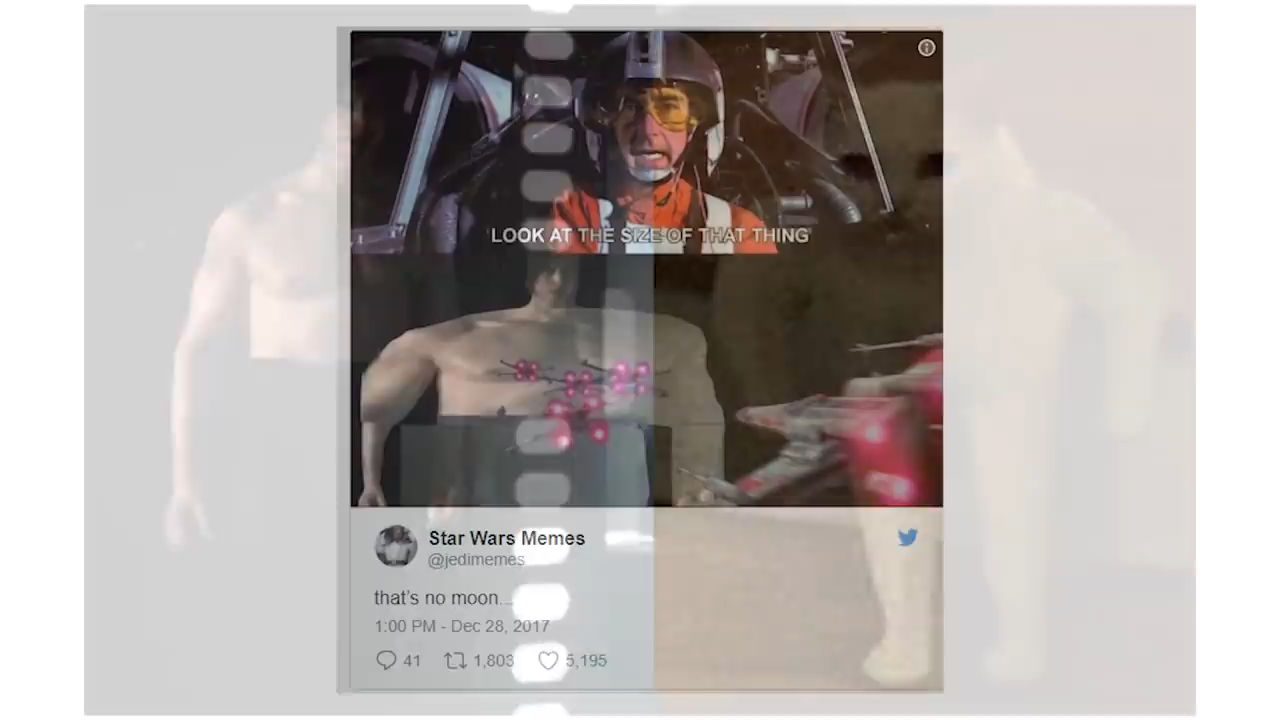 LOOK AT THE SIZE OF THAT THING
Star Wars Memes
@jedimemes
that's no moon...
1:00 PM - Dec 28, 2017
41 1,803 5,195